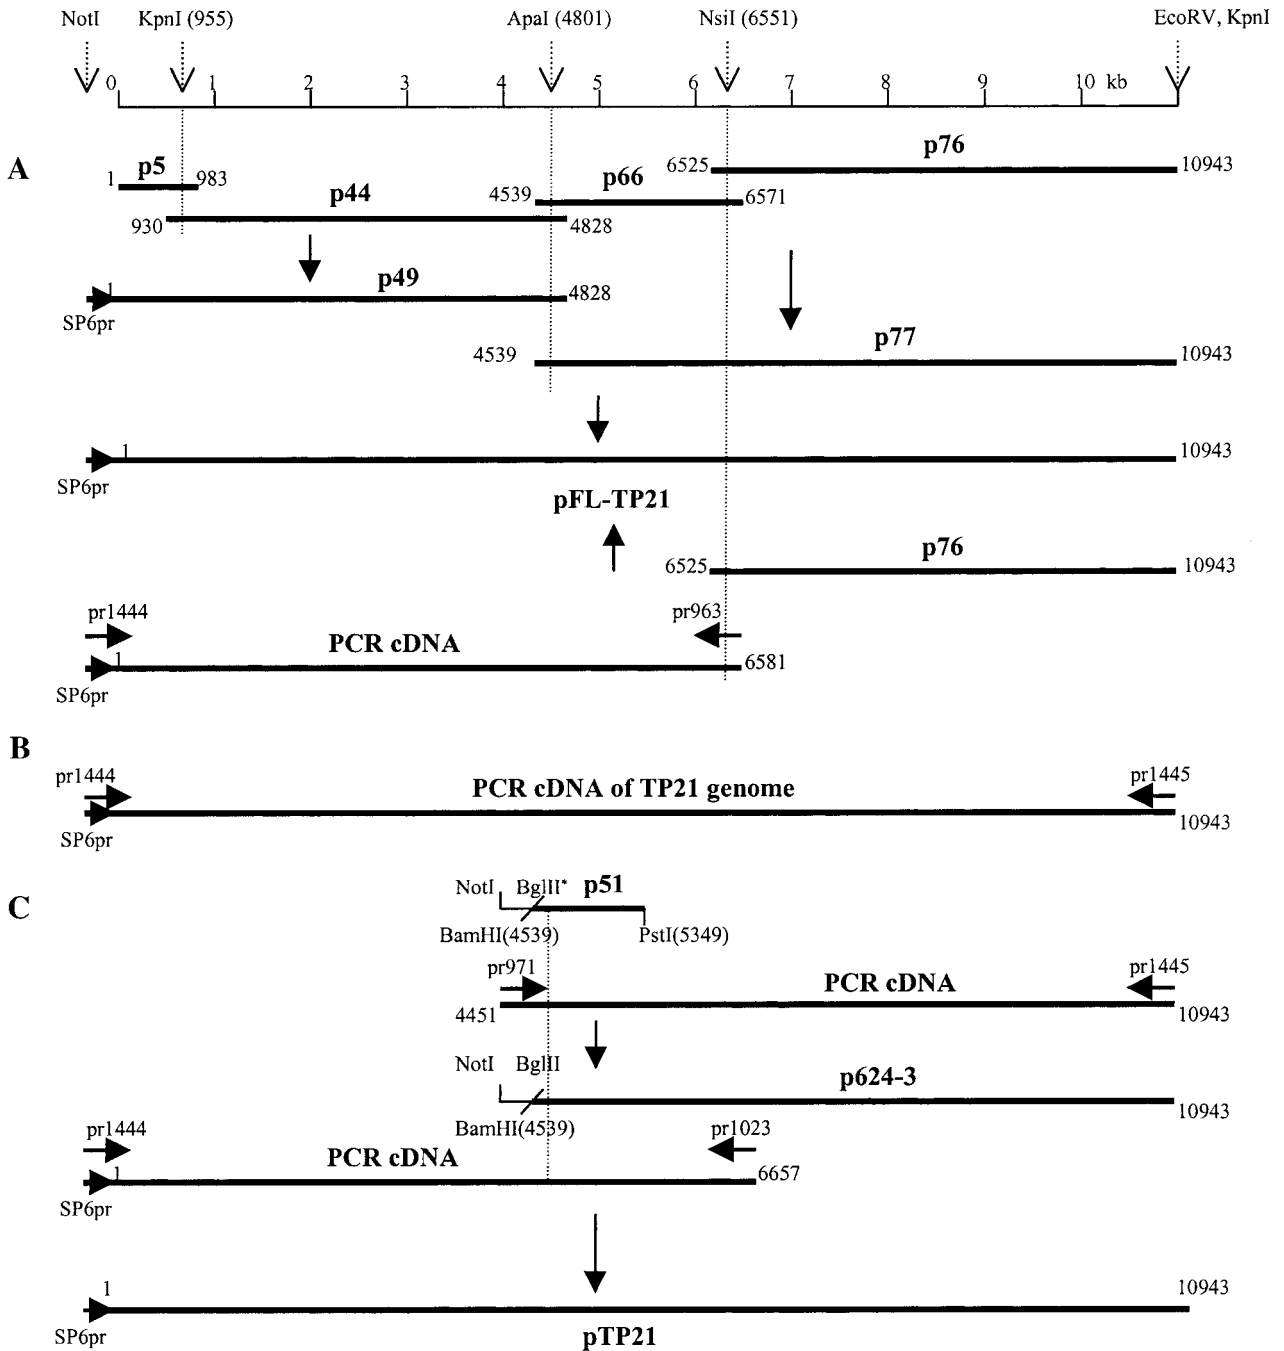 NotI KpnI (955) ApaI (4801) NsiI (6551) EcoRV, KpnI
0 1 2 3 4 5 6 7 8 9 10 kb
A
p76
6525 10943
p5
1 983
p66
4539 6571
p44
930 4828
p49
1 4828
SP6pr
p77
4539 10943
1 10943
SP6pr
pFL-TP21
p76
6525 10943
pr1444 pr963
PCR cDNA
1 6581
SP6pr
B
pr1444 PCR cDNA of TP21 genome pr1445
SP6pr 10943
C
NotI BglII* p51
BamHI(4539) PstI(5349)
pr971 PCR cDNA pr1445
4451 10943
NotI BglII p624-3
BamHI(4539) 10943
pr1444 pr1023
PCR cDNA
1 6657
SP6pr
1 10943
SP6pr
pTP21